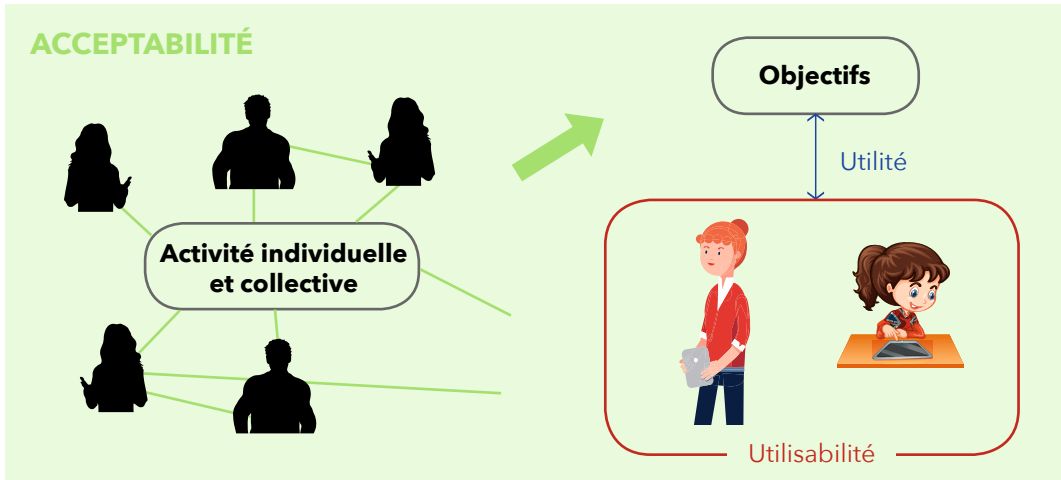 ACCEPTABILITÉ
Activité individuelle
et collective
Objectifs
Utilité
Utilisabilité